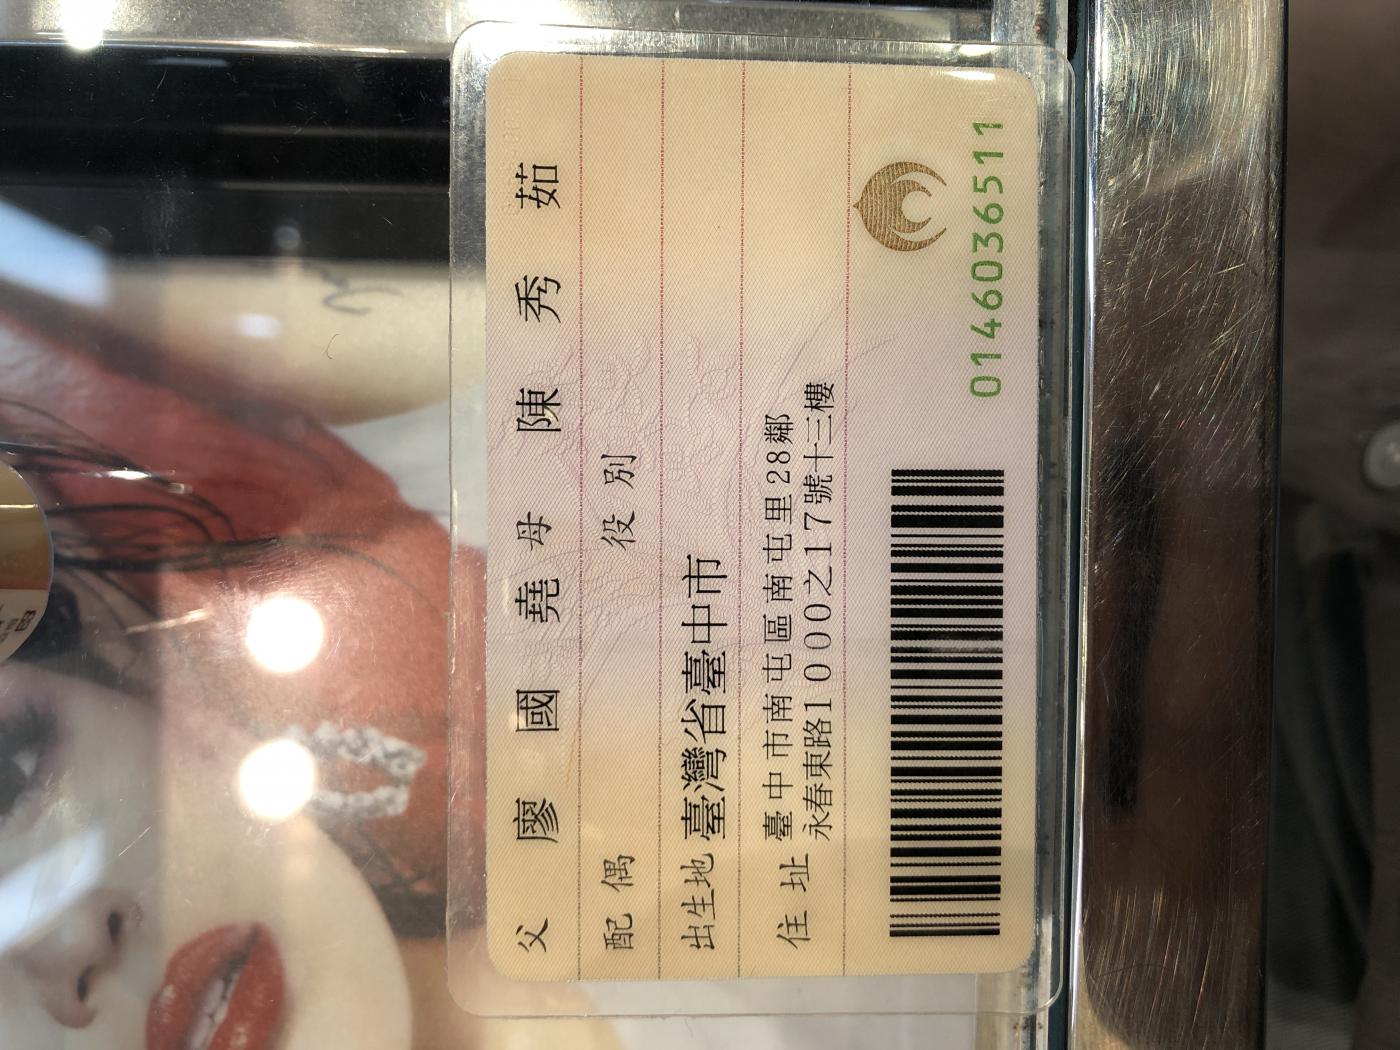 父 廖國堯 母 陳秀茹
配偶 役別
出生地 臺灣省臺中市
住址 臺中市南屯區南屯里28鄰
永春東路1000之17號十三樓
0146036511